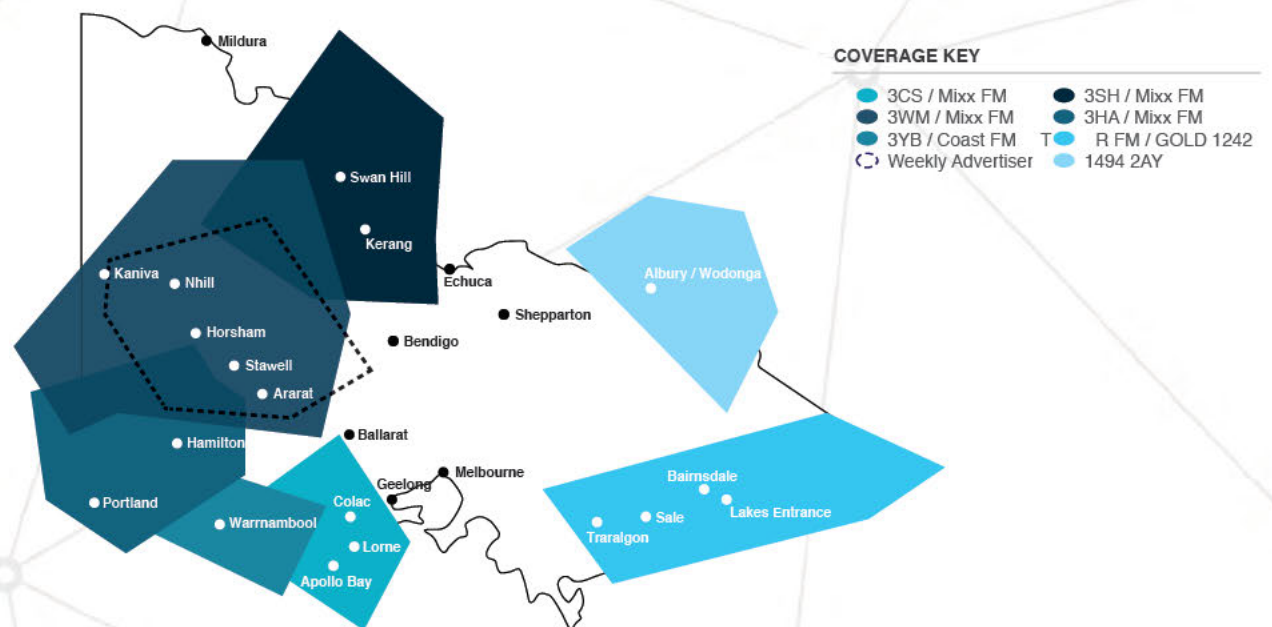 Mildura
COVERAGE KEY
3CS / Mixx FM
3SH / Mixx FM
3WM / Mixx FM
3HA / Mixx FM
3YB / Coast FM
T R FM / GOLD 1242
Weekly Advertiser
1494 2AY
Swan Hill
Kerang
Kaniva
Nhill
Echuca
Albury / Wodonga
Shepparton
Horsham
Bendigo
Stawell
Ararat
Hamilton
Ballarat
Melbourne
Geelong
Bairnsdale
Portland
Colac
Lakes Entrance
Warrnambool
Sale
Traralgon
Lorne
Apollo Bay